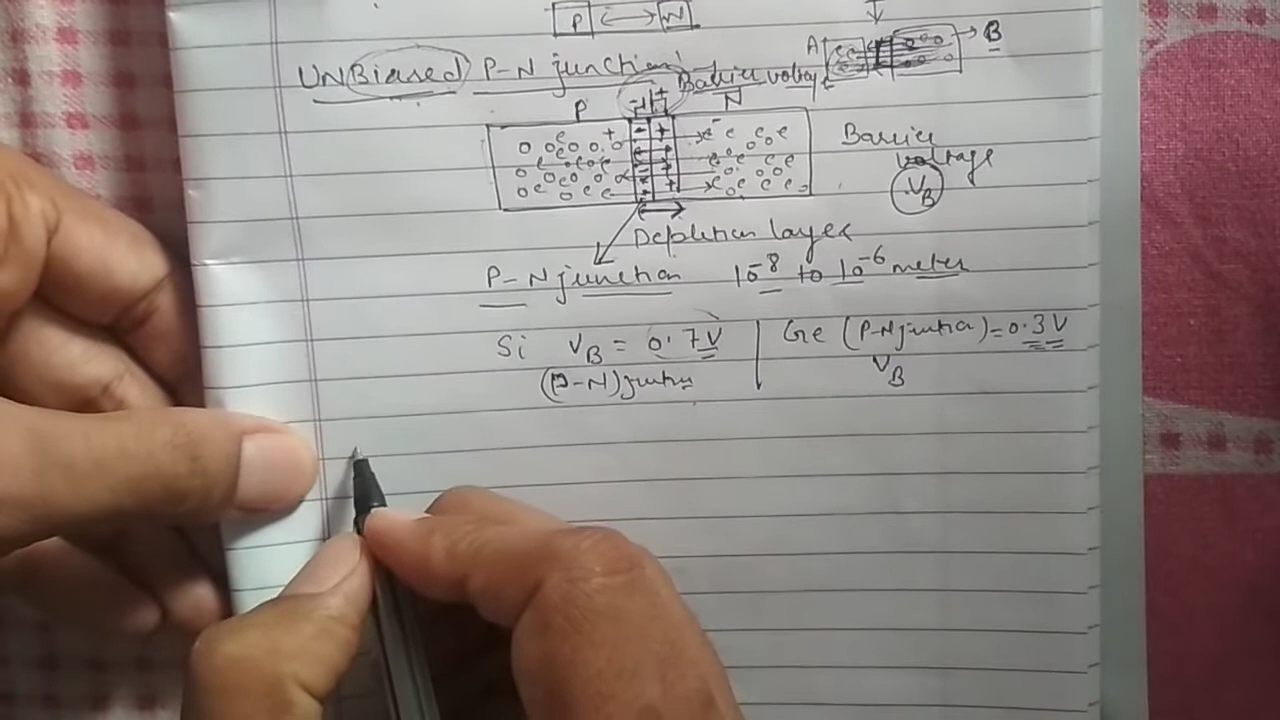 P N
A B
UNBiased P-N junction
Barrier voltage
P N
Barrier
voltage
VB
Depletion layer
P-N junction 10-8 to 10-6 meter
Si VB = 0.7V Ge (P-N junction) = 0.3V
(P-N) junction VB